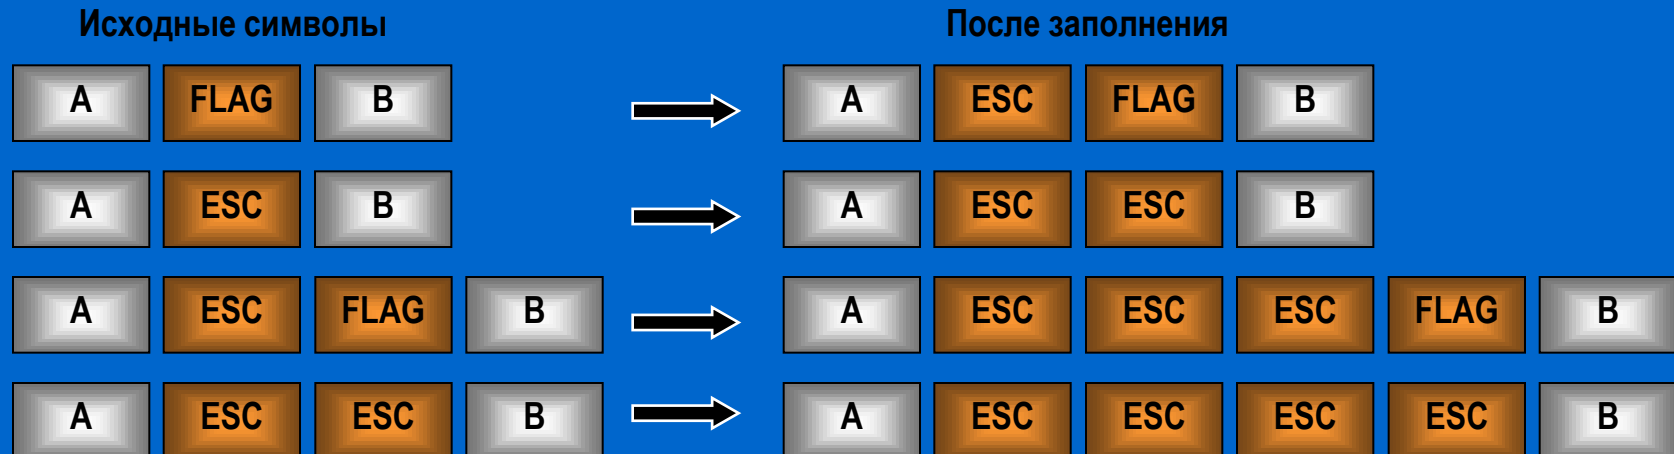 Исходные символы После заполнения
A FLAG B A ESC FLAG B
A ESC B A ESC ESC B
A ESC FLAG B A ESC ESC ESC FLAG B
A ESC ESC B A ESC ESC ESC ESC B